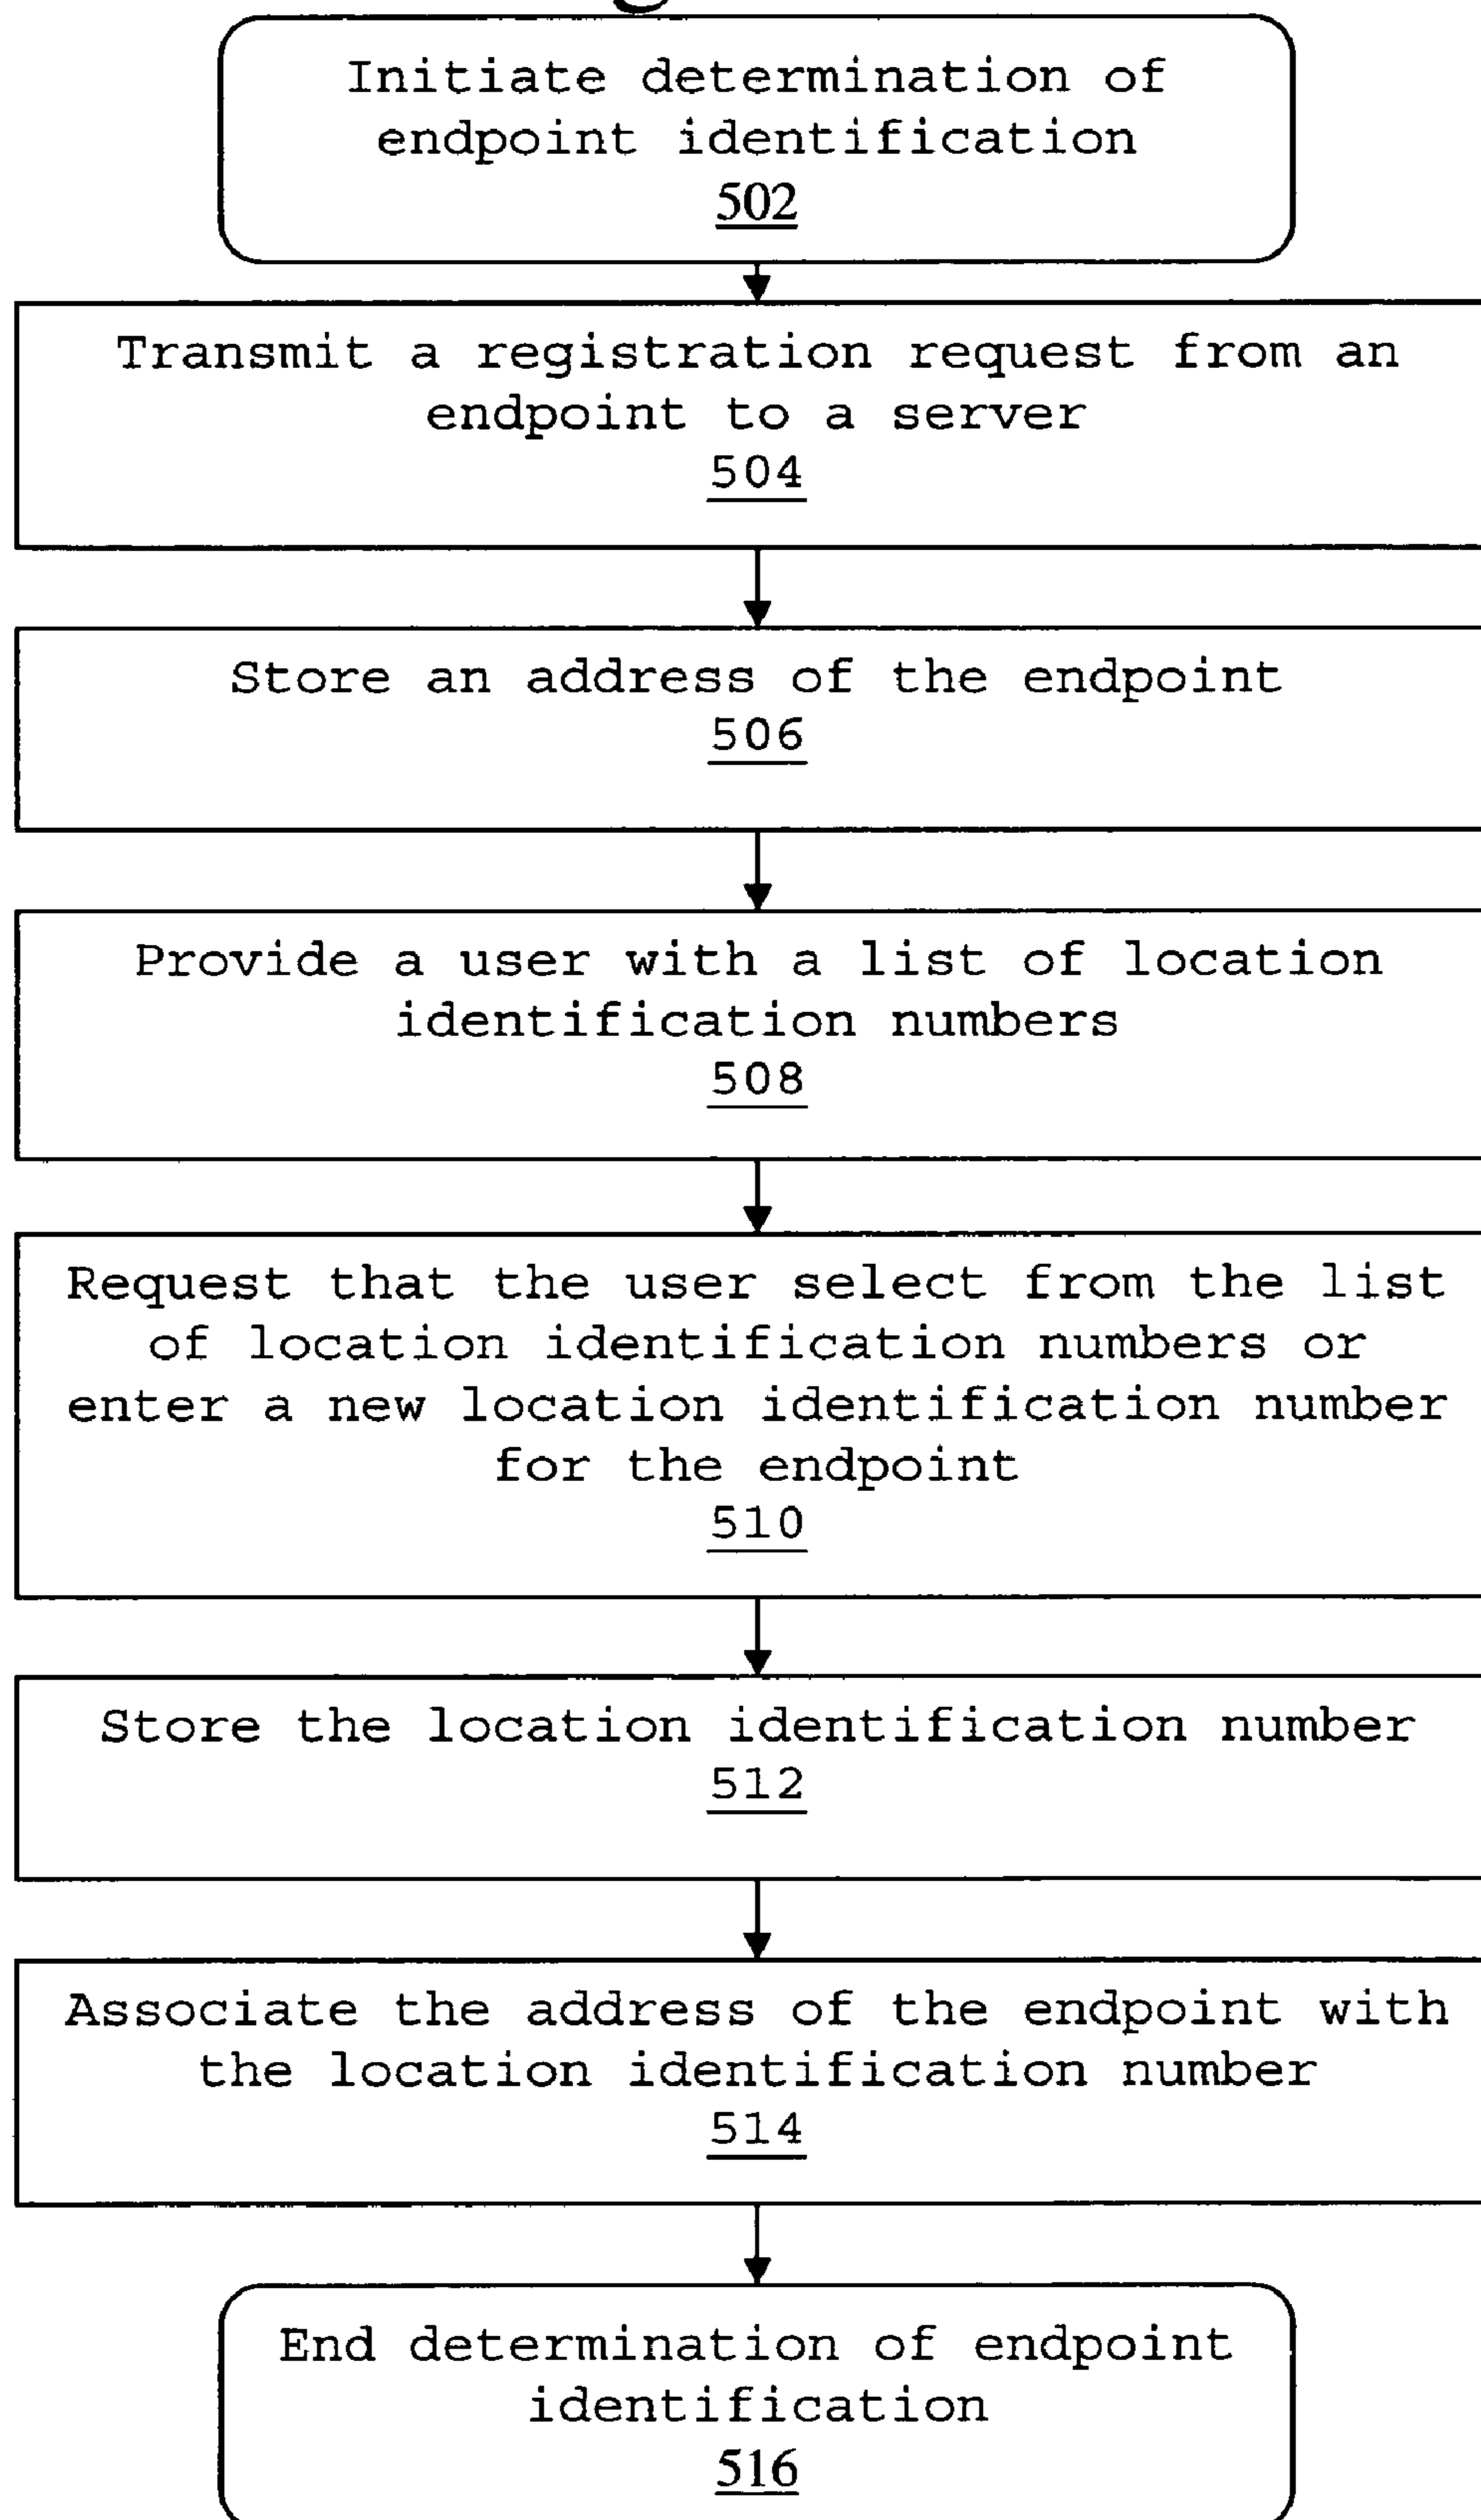 Initiate determination of
endpoint identification
502
Transmit a registration request from an
endpoint to a server
504
Store an address of the endpoint
506
Provide a user with a list of location
identification numbers
508
Request that the user select from the list
of location identification numbers or
enter a new location identification number
for the endpoint
510
Store the location identification number
512
Associate the address of the endpoint with
the location identification number
514
End determination of endpoint
identification
516